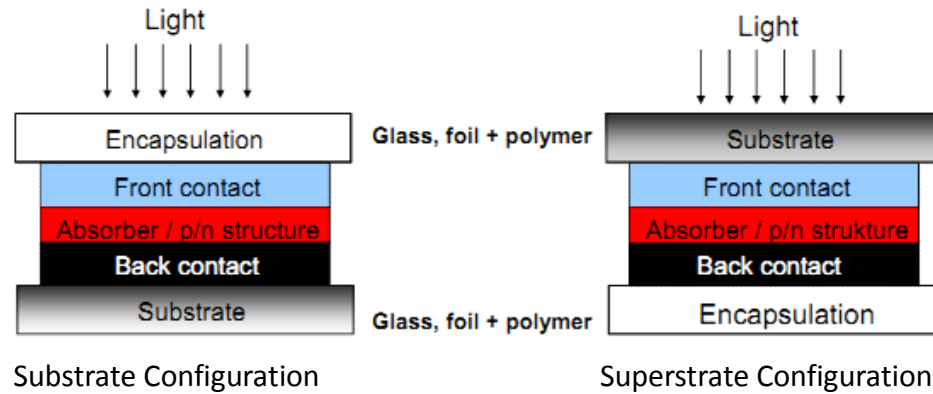 Light
Encapsulation
Front contact
Absorber / p/n structure
Back contact
Substrate
Substrate Configuration
Glass, foil + polymer
Glass, foil + polymer
Light
Substrate
Front contact
Absorber / p/n strukture
Back contact
Encapsulation
Superstrate Configuration